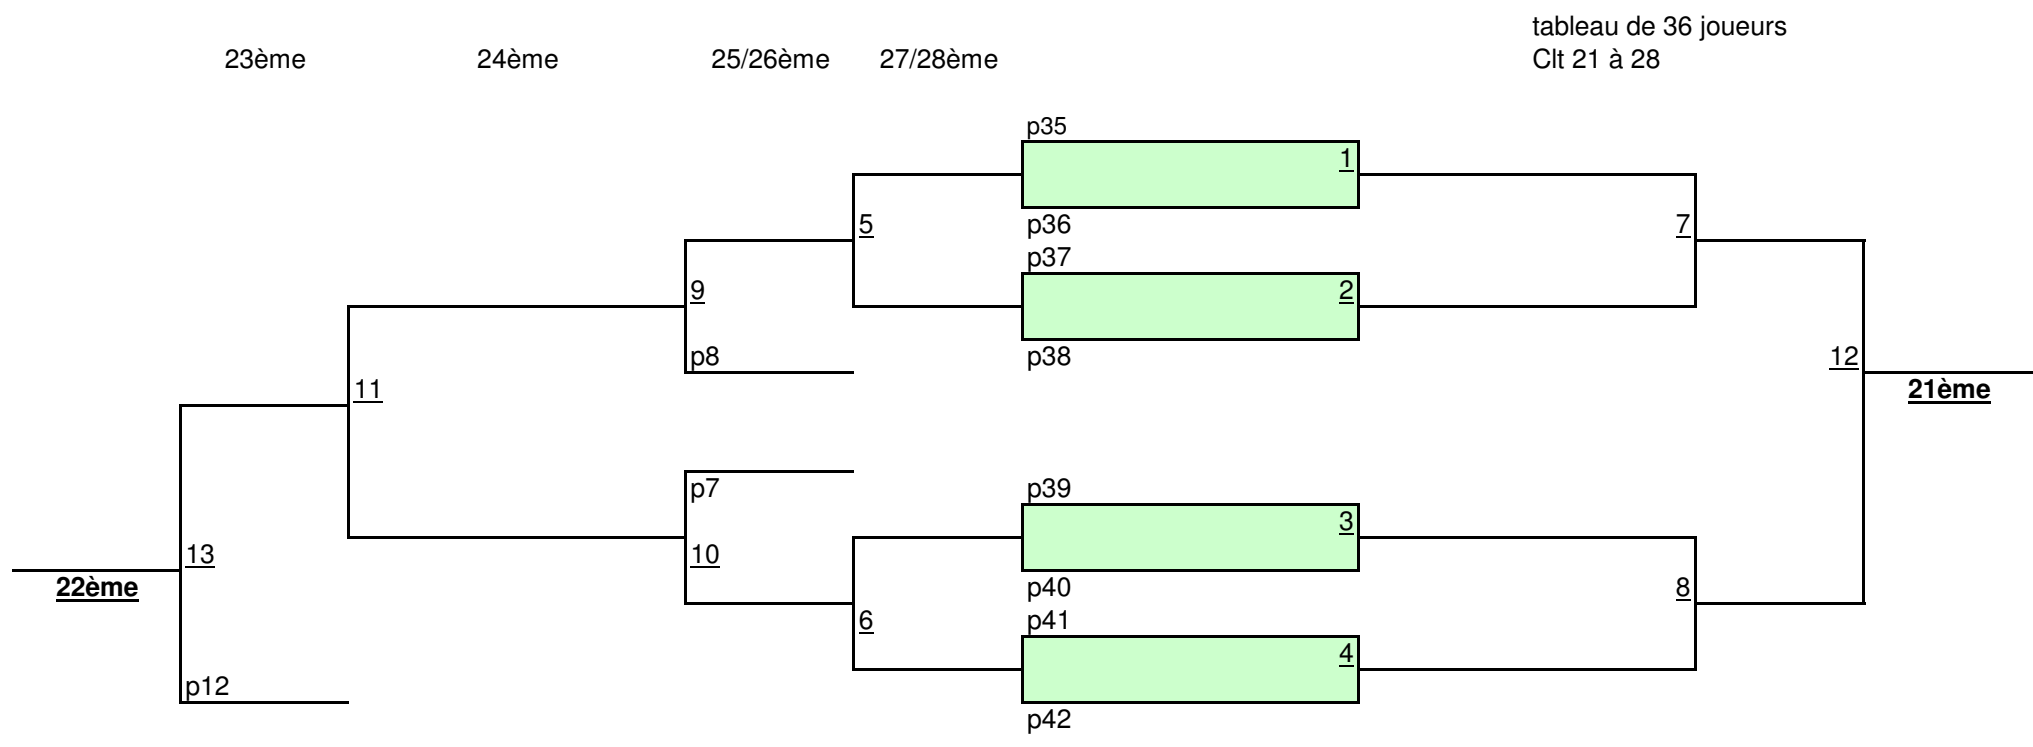 tableau de 36 joueurs
23ème 24ème 25/26ème 27/28ème Clt 21 à 28
p35
1
5 p36 7
p37
9 2
p8 p38 12
11 21ème
p7 p39
3
13 10
22ème p40 8
6 p41
4
p12
p42